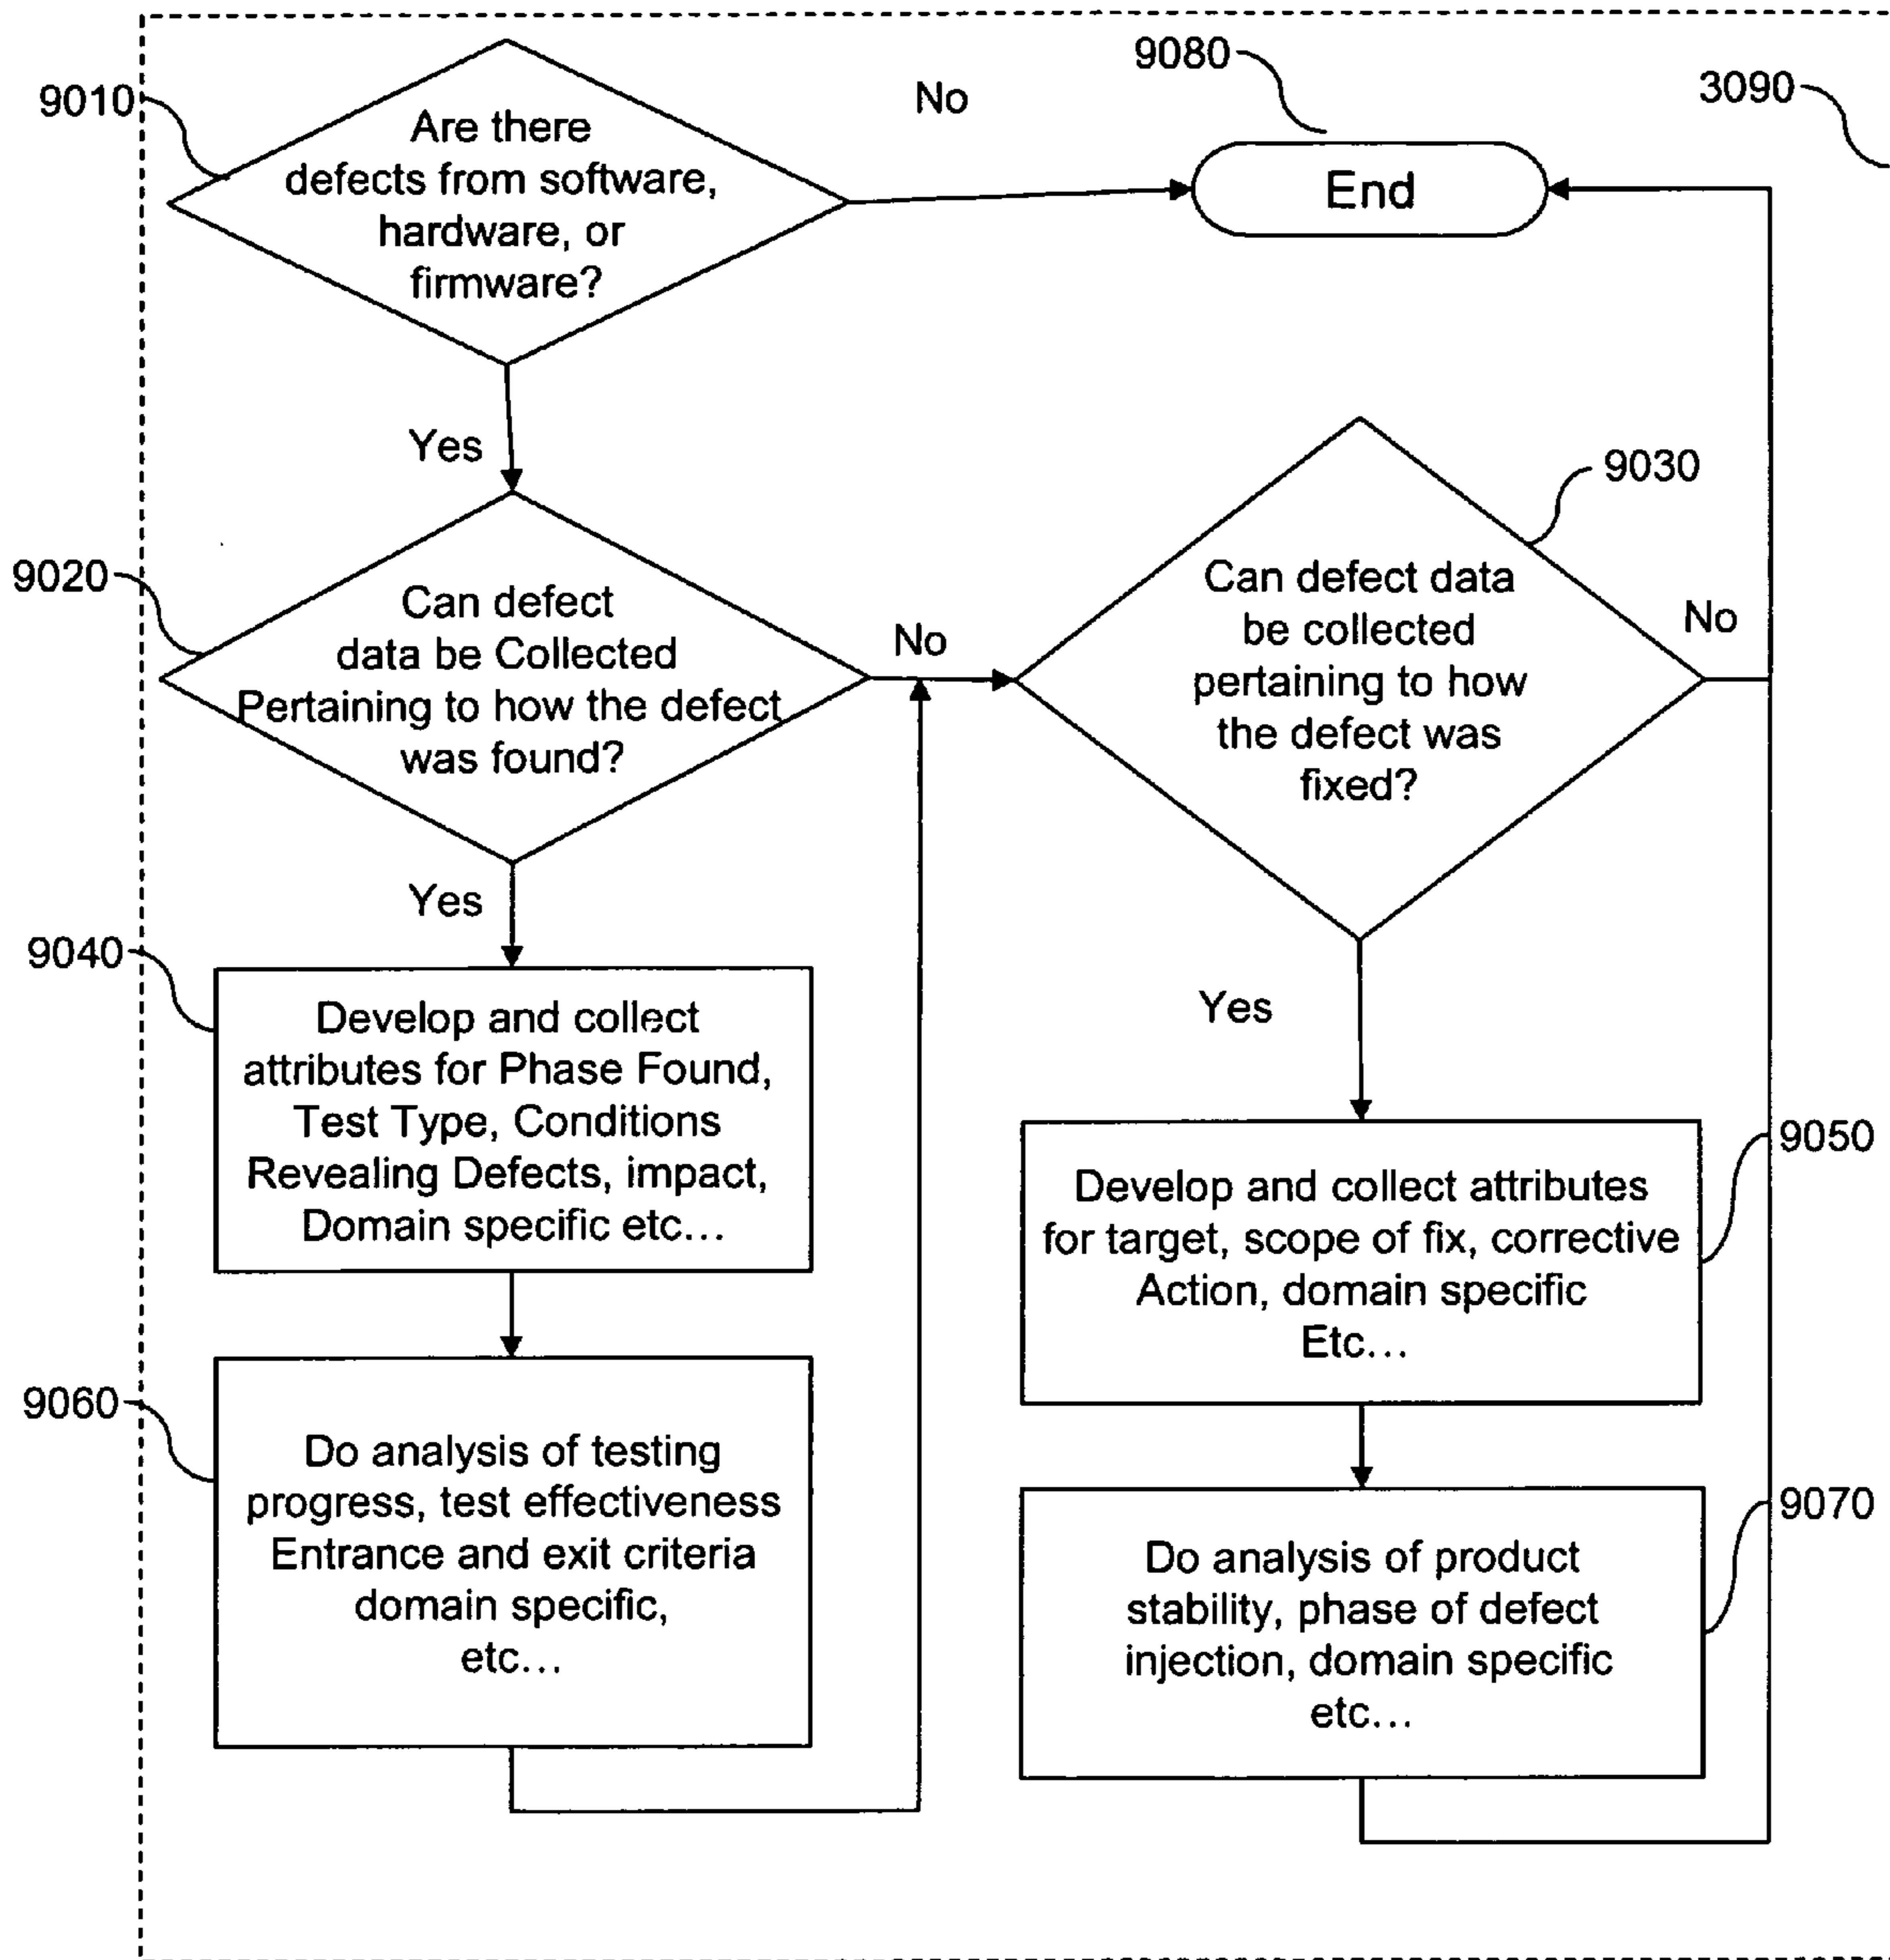 9010
Are there
defects from software,
hardware, or
firmware?
No
9080
End
3090
Yes
9020
Can defect
data be Collected
Pertaining to how the defect
was found?
No
9030
Can defect data
be collected
pertaining to how
the defect was
fixed?
No
Yes
9040
Develop and collect
attributes for Phase Found,
Test Type, Conditions
Revealing Defects, impact,
Domain specific etc...
Yes
9050
Develop and collect attributes
for target, scope of fix, corrective
Action, domain specific
Etc...
9060
Do analysis of testing
progress, test effectiveness
Entrance and exit criteria
domain specific,
etc...
9070
Do analysis of product
stability, phase of defect
injection, domain specific
etc...